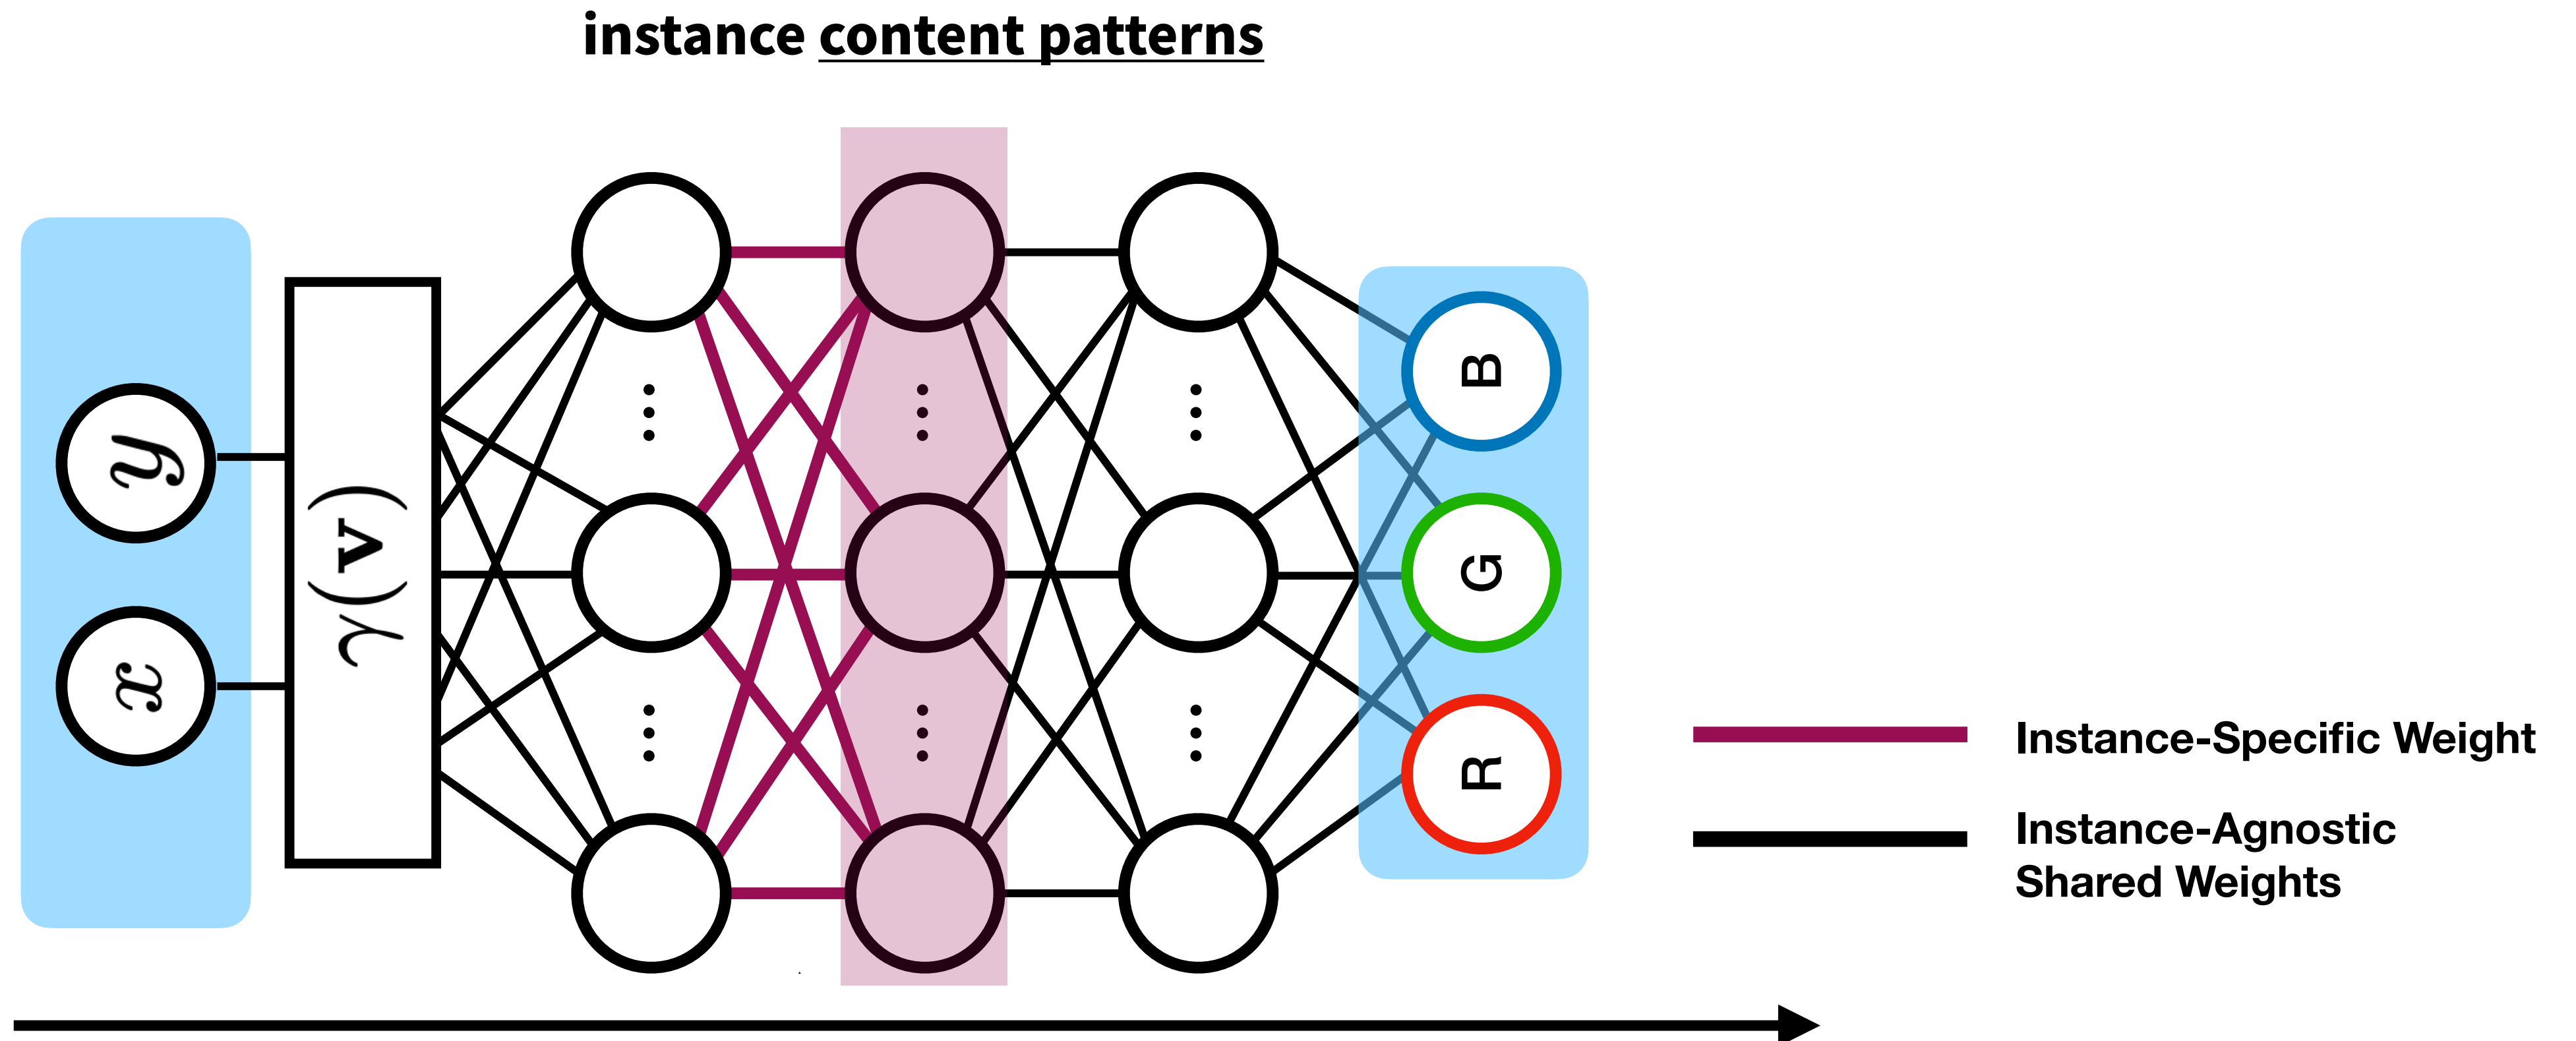 instance content patterns
y
x
γ(v)
B
G
R
Instance-Specific Weight
Instance-Agnostic
Shared Weights